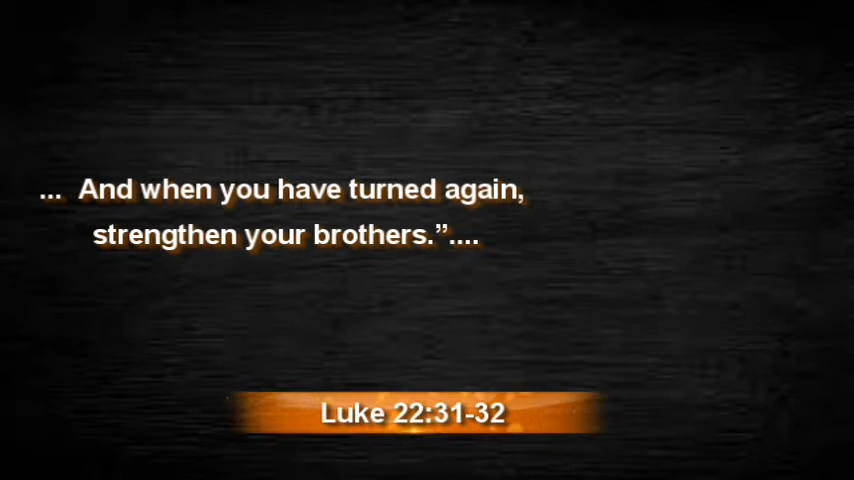 ...  And when you have turned again,
strengthen your brothers.”....
Luke 22:31-32